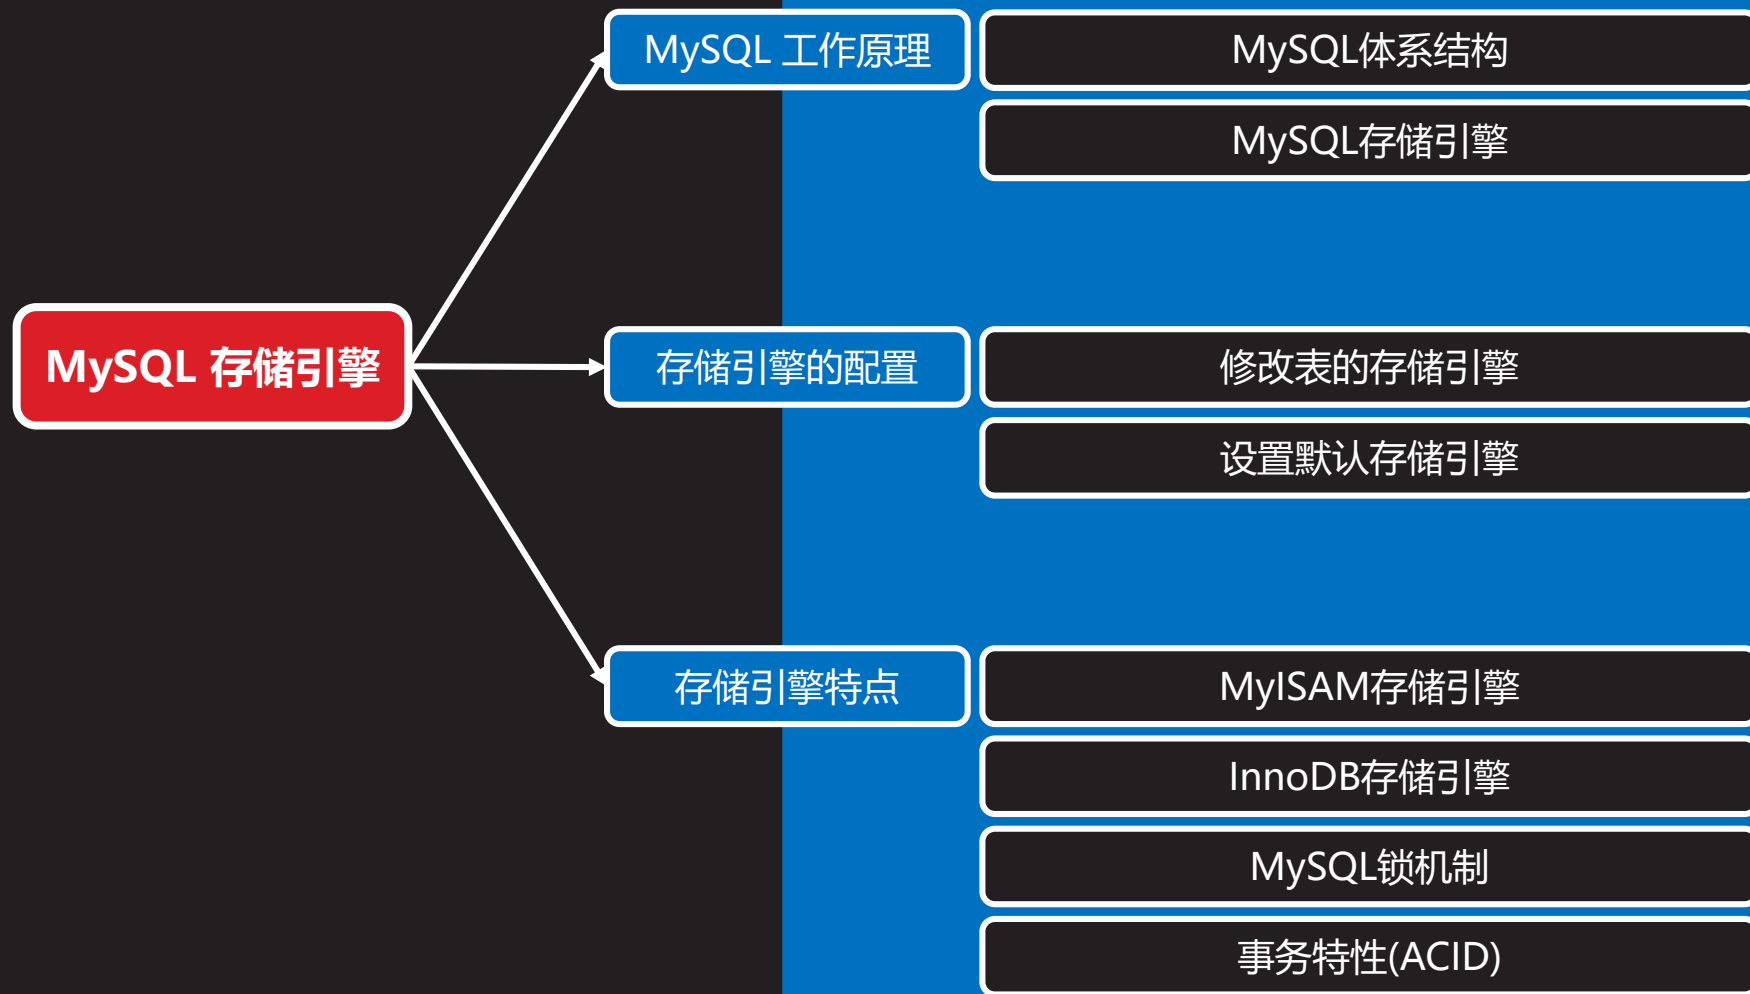 MySQL 存储引擎
MySQL 工作原理
MySQL体系结构
MySQL存储引擎
存储引擎的配置
修改表的存储引擎
设置默认存储引擎
存储引擎特点
MyISAM存储引擎
InnoDB存储引擎
MySQL锁机制
事务特性(ACID)